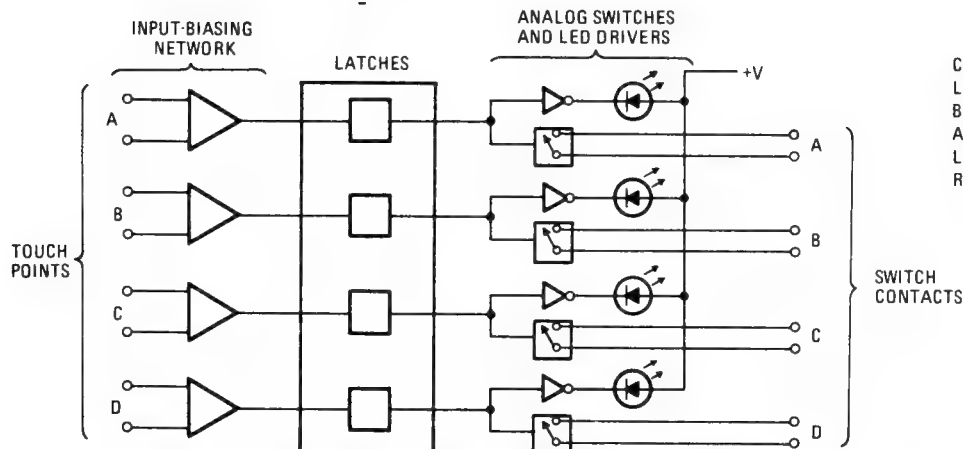 INPUT-BIASING
NETWORK
LATCHES
ANALOG SWITCHES
AND LED DRIVERS
+V
A
A
B
B
TOUCH
POINTS
SWITCH
CONTACTS
C
C
D
D
C
L
B
A
L
R